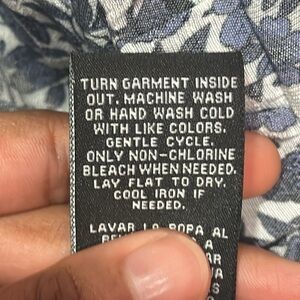 TURN GARMENT INSIDE
OUT. MACHINE WASH
OR HAND WASH COLD
WITH LIKE COLORS.
GENTLE CYCLE.
ONLY NON-CHLORINE
BLEACH WHEN NEEDED.
LAY FLAT TO DRY.
COOL IRON IF
NEEDED.
LAVAR LA ROPA AL
A